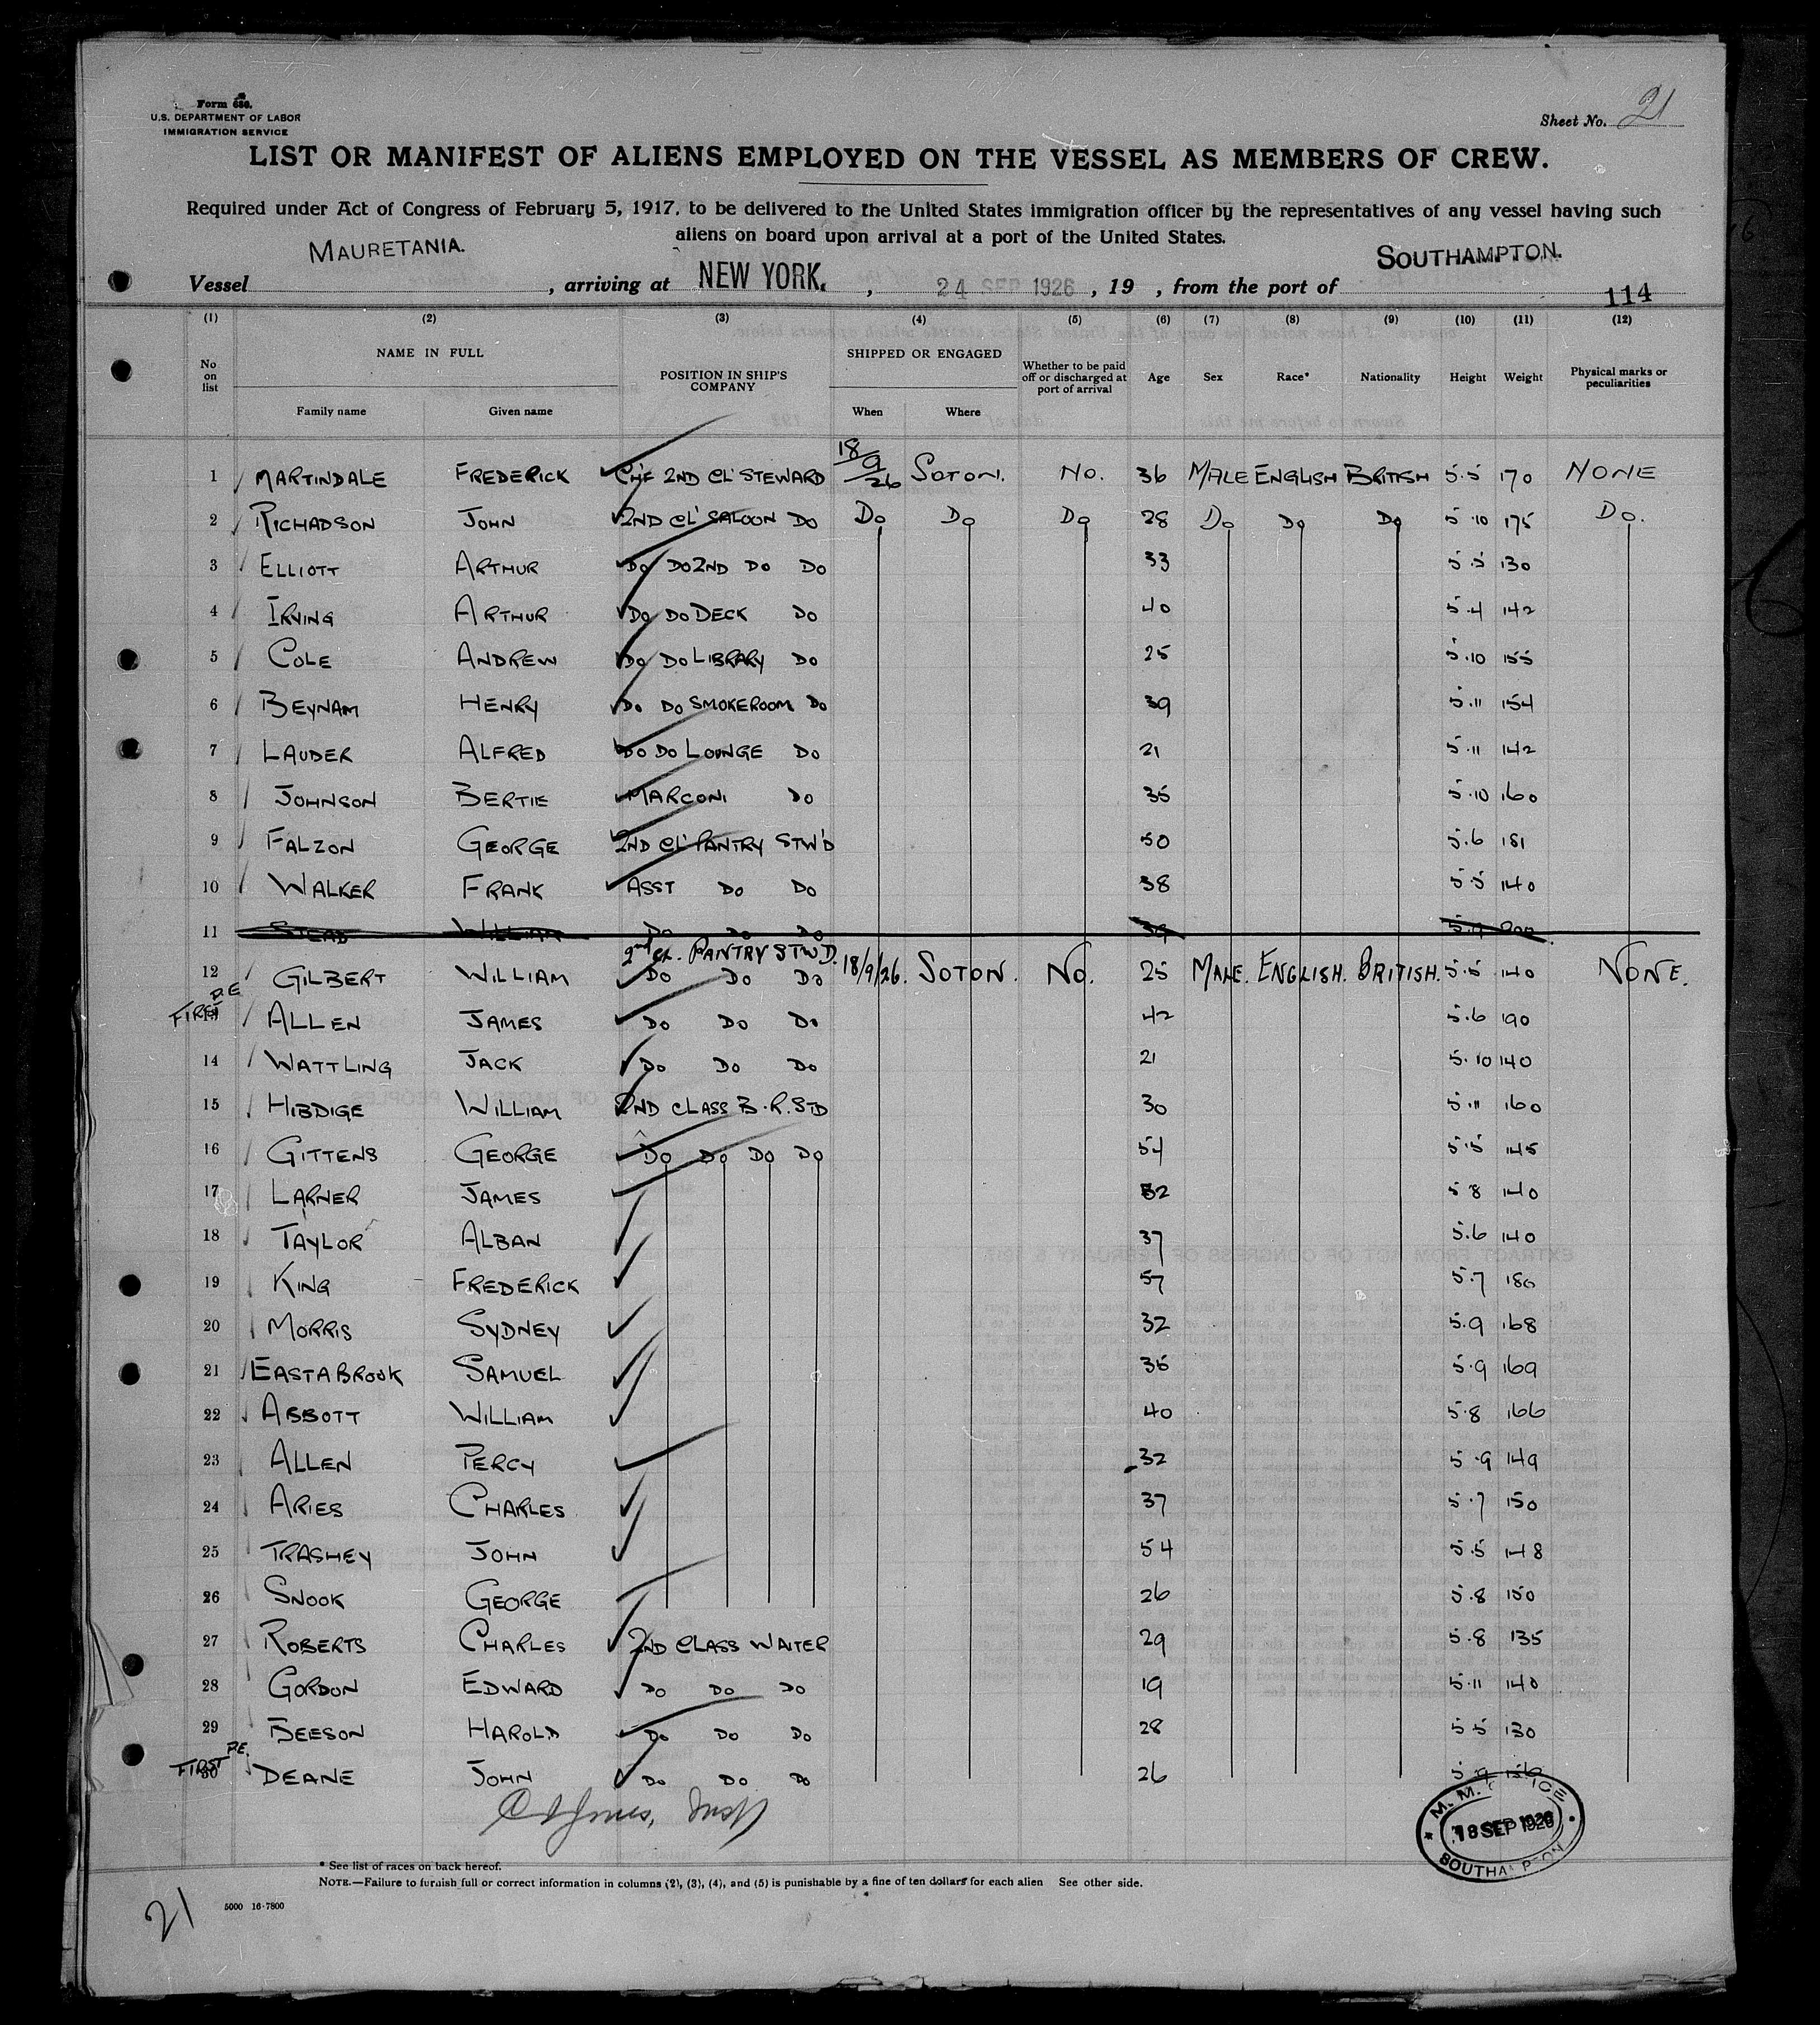 Form 680.
U.S. DEPARTMENT OF LABOR
IMMIGRATION SERVICE
Sheet No. 21
LIST OR MANIFEST OF ALIENS EMPLOYED ON THE VESSEL AS MEMBERS OF CREW.
Required under Act of Congress of February 5, 1917, to be delivered to the United States immigration officer by the representatives of any vessel having such
aliens on board upon arrival at a port of the United States.
Vessel MAURETANIA. , arriving at NEW YORK. , 24 SEP 1926 , 19 , from the port of SOUTHAMPTON.
114
(1) (2) (3) (4) (5) (6) (7) (8) (9) (10) (11) (12)
No on list NAME IN FULL POSITION IN SHIP'S COMPANY SHIPPED OR ENGAGED Whether to be paid off or discharged at port of arrival Age Sex Race* Nationality Height Weight Physical marks or peculiarities
Family name Given name When Where
1 MARTINDALE FREDERICK CH'F 2ND CL' STEWARD 18/9/26 SOTON. NO. 36 MALE ENGLISH BRITISH 5.5 170 NONE
2 RICHADSON JOHN 2ND CL' SALOON DO DO DO DO 28 DO DO DO 5.10 175 DO.
3 ELLIOTT ARTHUR DO DO 2ND DO DO 33 5.5 130
4 IRVING ARTHUR DO DO DECK DO 40 5.4 142
5 COLE ANDREW DO DO LIBRARY DO 25 5.10 155
6 BEYNAM HENRY DO DO SMOKEROOM DO 39 5.11 154
7 LAUDER ALFRED DO DO LOUNGE DO 21 5.11 142
8 JOHNSON BERTIE MARCONI DO 35 5.10 160
9 FALZON GEORGE 2ND CL' PANTRY STW'D 50 5.6 181
10 WALKER FRANK ASST DO DO 38 5.5 140
11 STEAD WILLIAM DO DO DO 39 5.9 200
2nd CL. PANTRY STW'D.
12 GILBERT WILLIAM DO DO DO 18/9/26. SOTON. NO. 25 MALE. ENGLISH. BRITISH. 5.5 140 NONE.
FIRST P.E
13 ALLEN JAMES DO DO DO 42 5.6 190
14 WATTLING JACK DO DO DO 21 5.10 140
15 HIBDIGE WILLIAM 2ND CLASS B.R. STD 30 5.11 160
16 GITTENS GEORGE DO DO DO DO 54 5.5 145
17 LARNER JAMES 32 5 8 140
18 TAYLOR ALBAN 37 5.6 140
19 KING FREDERICK 57 5.7 180
20 MORRIS SYDNEY 32 5.9 168
21 EASTABROOK SAMUEL 36 5.9 169
22 ABBOTT WILLIAM 40 5.8 166
23 ALLEN PERCY 32 5.9 149
24 ARIES CHARLES 37 5.7 150
25 TRASHEY JOHN 54 5.5 148
26 SNOOK GEORGE 26 5.8 150
27 ROBERTS CHARLES 2ND CLASS WAITER 29 5.8 135
28 GORDON EDWARD DO DO DO 19 5.11 140
29 BEESON HAROLD DO DO DO 28 5 5 130
FIRST P.E.
30 DEANE JOHN DO DO DO 26 5.9 156
M.M. OFFICE
18 SEP 1926
SOUTHAMPTON
* See list of races on back hereof.
NOTE.—Failure to furnish full or correct information in columns (2), (3), (4), and (5) is punishable by a fine of ten dollars for each alien See other side.
21
5000 16-7800